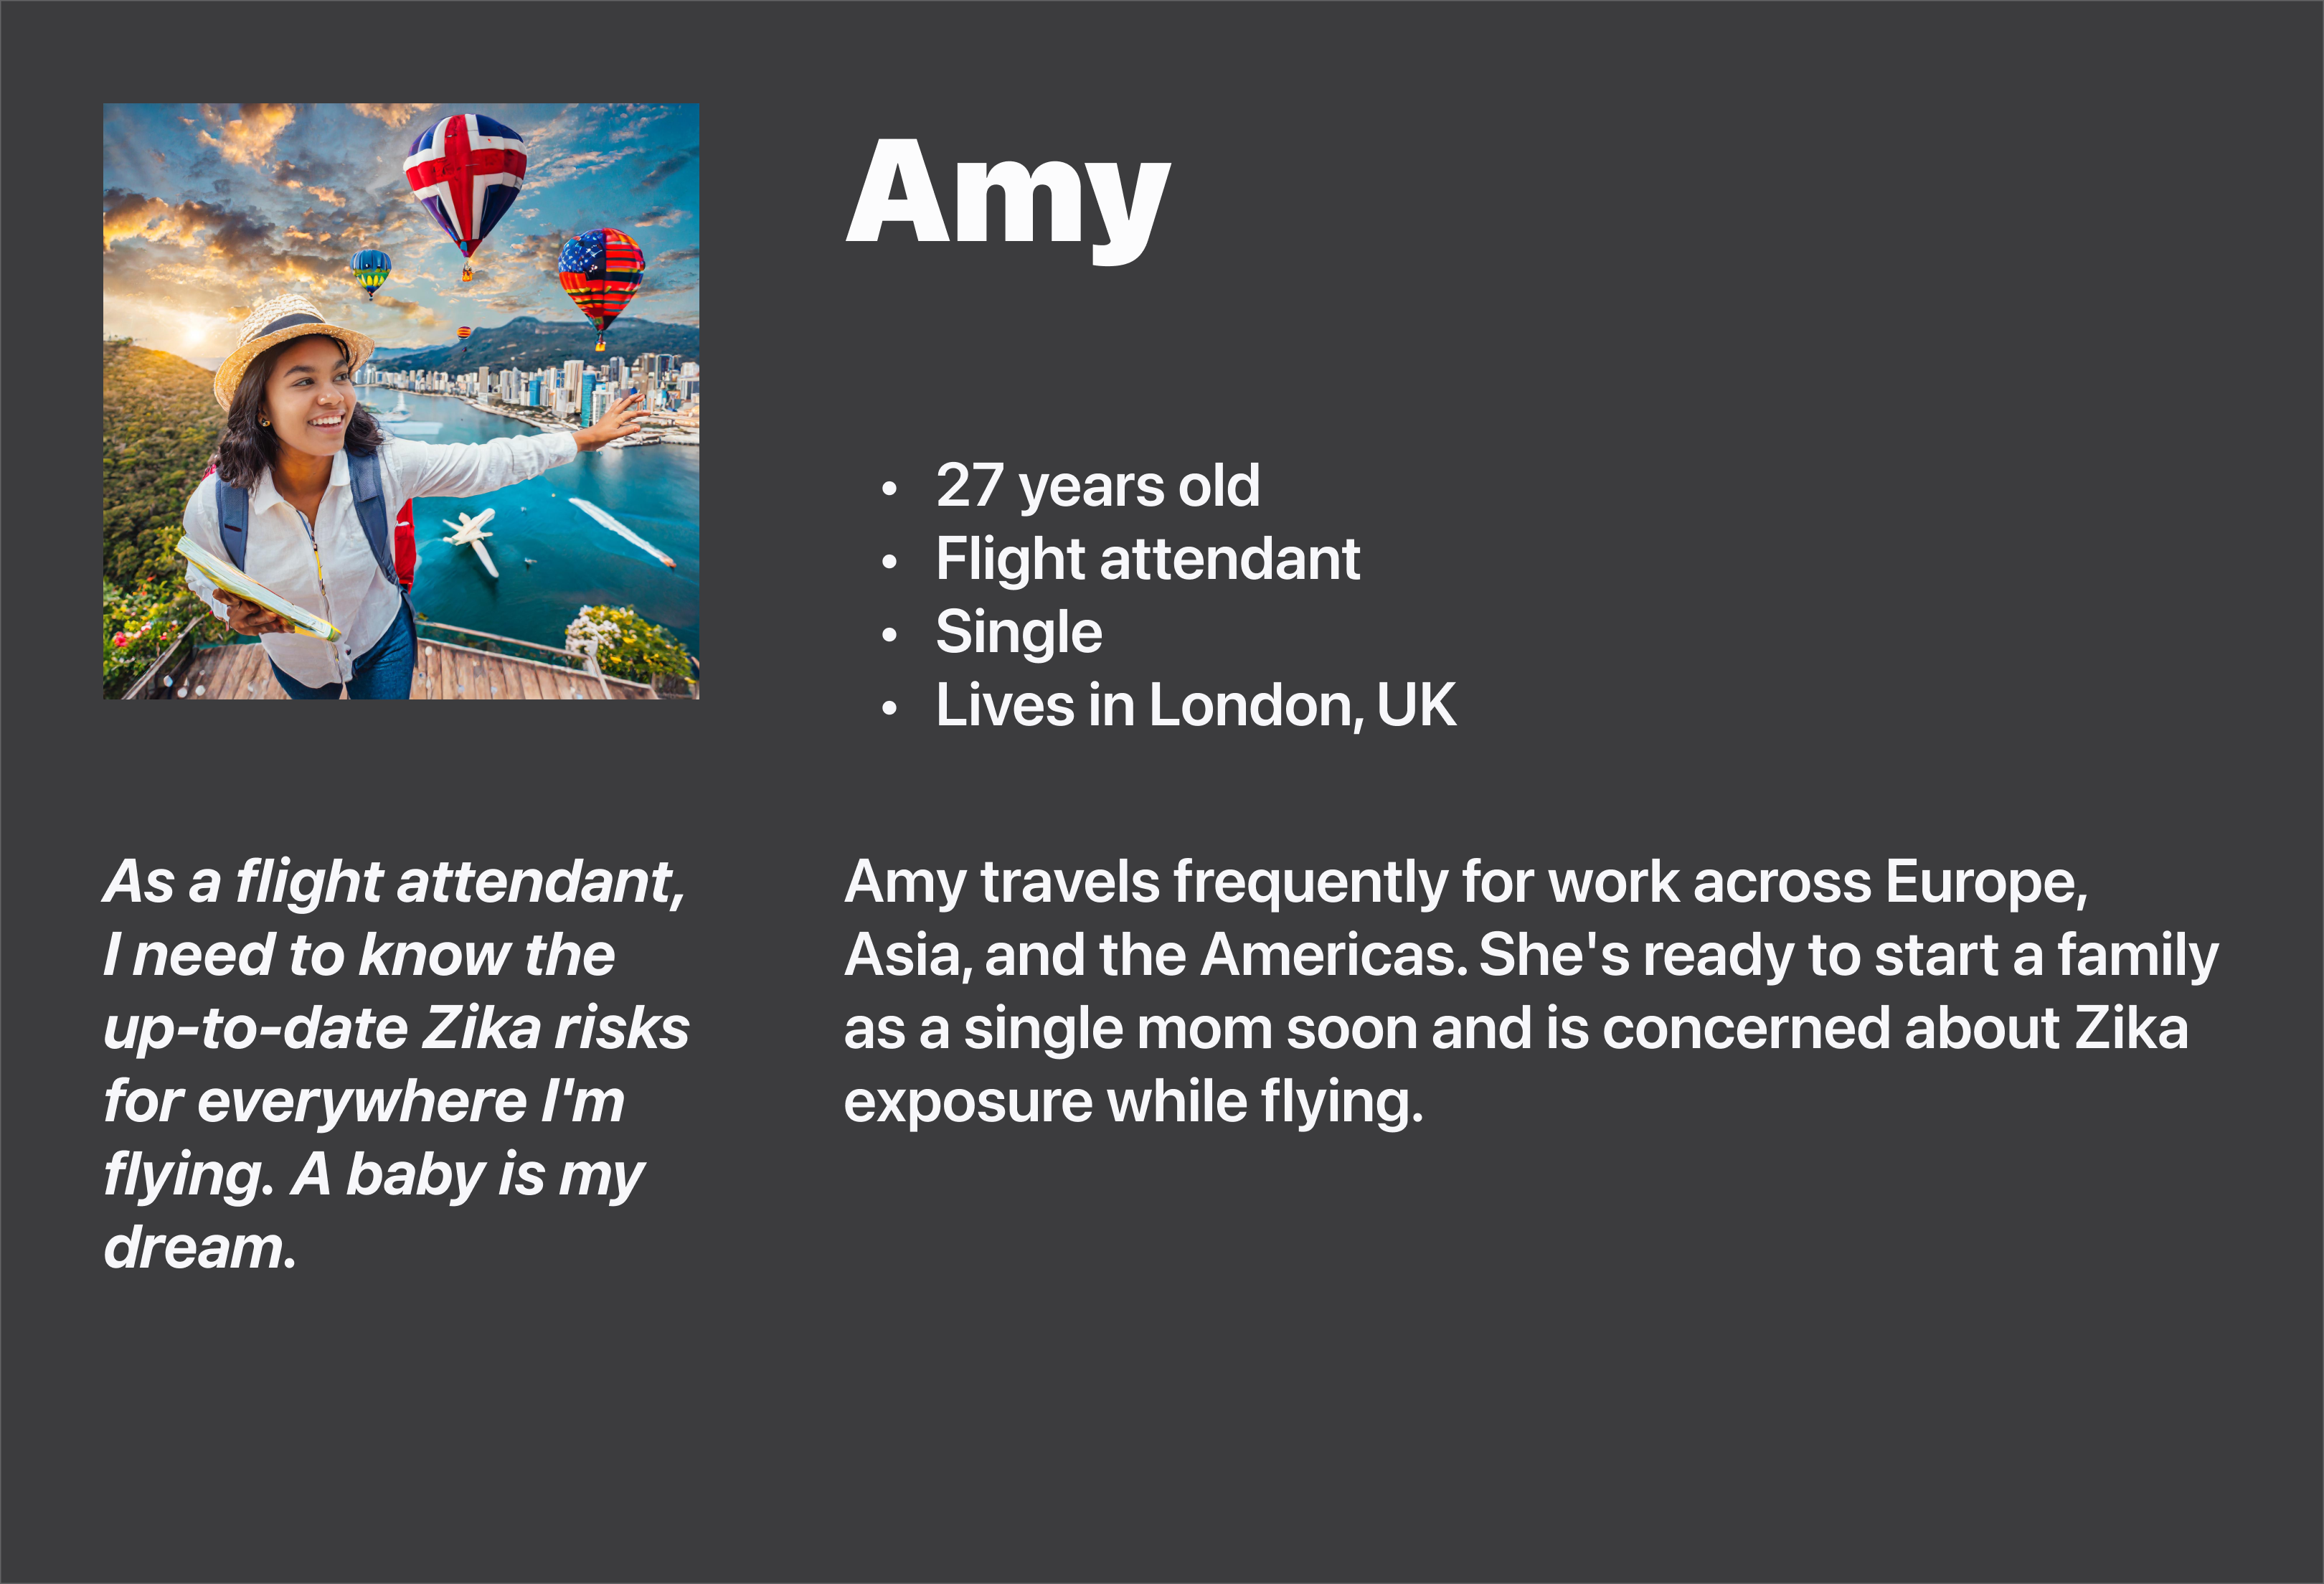 Amy
• 27 years old
• Flight attendant
• Single
• Lives in London, UK
As a flight attendant,
I need to know the
up-to-date Zika risks
for everywhere I'm
flying. A baby is my
dream.
Amy travels frequently for work across Europe,
Asia, and the Americas. She's ready to start a family
as a single mom soon and is concerned about Zika
exposure while flying.